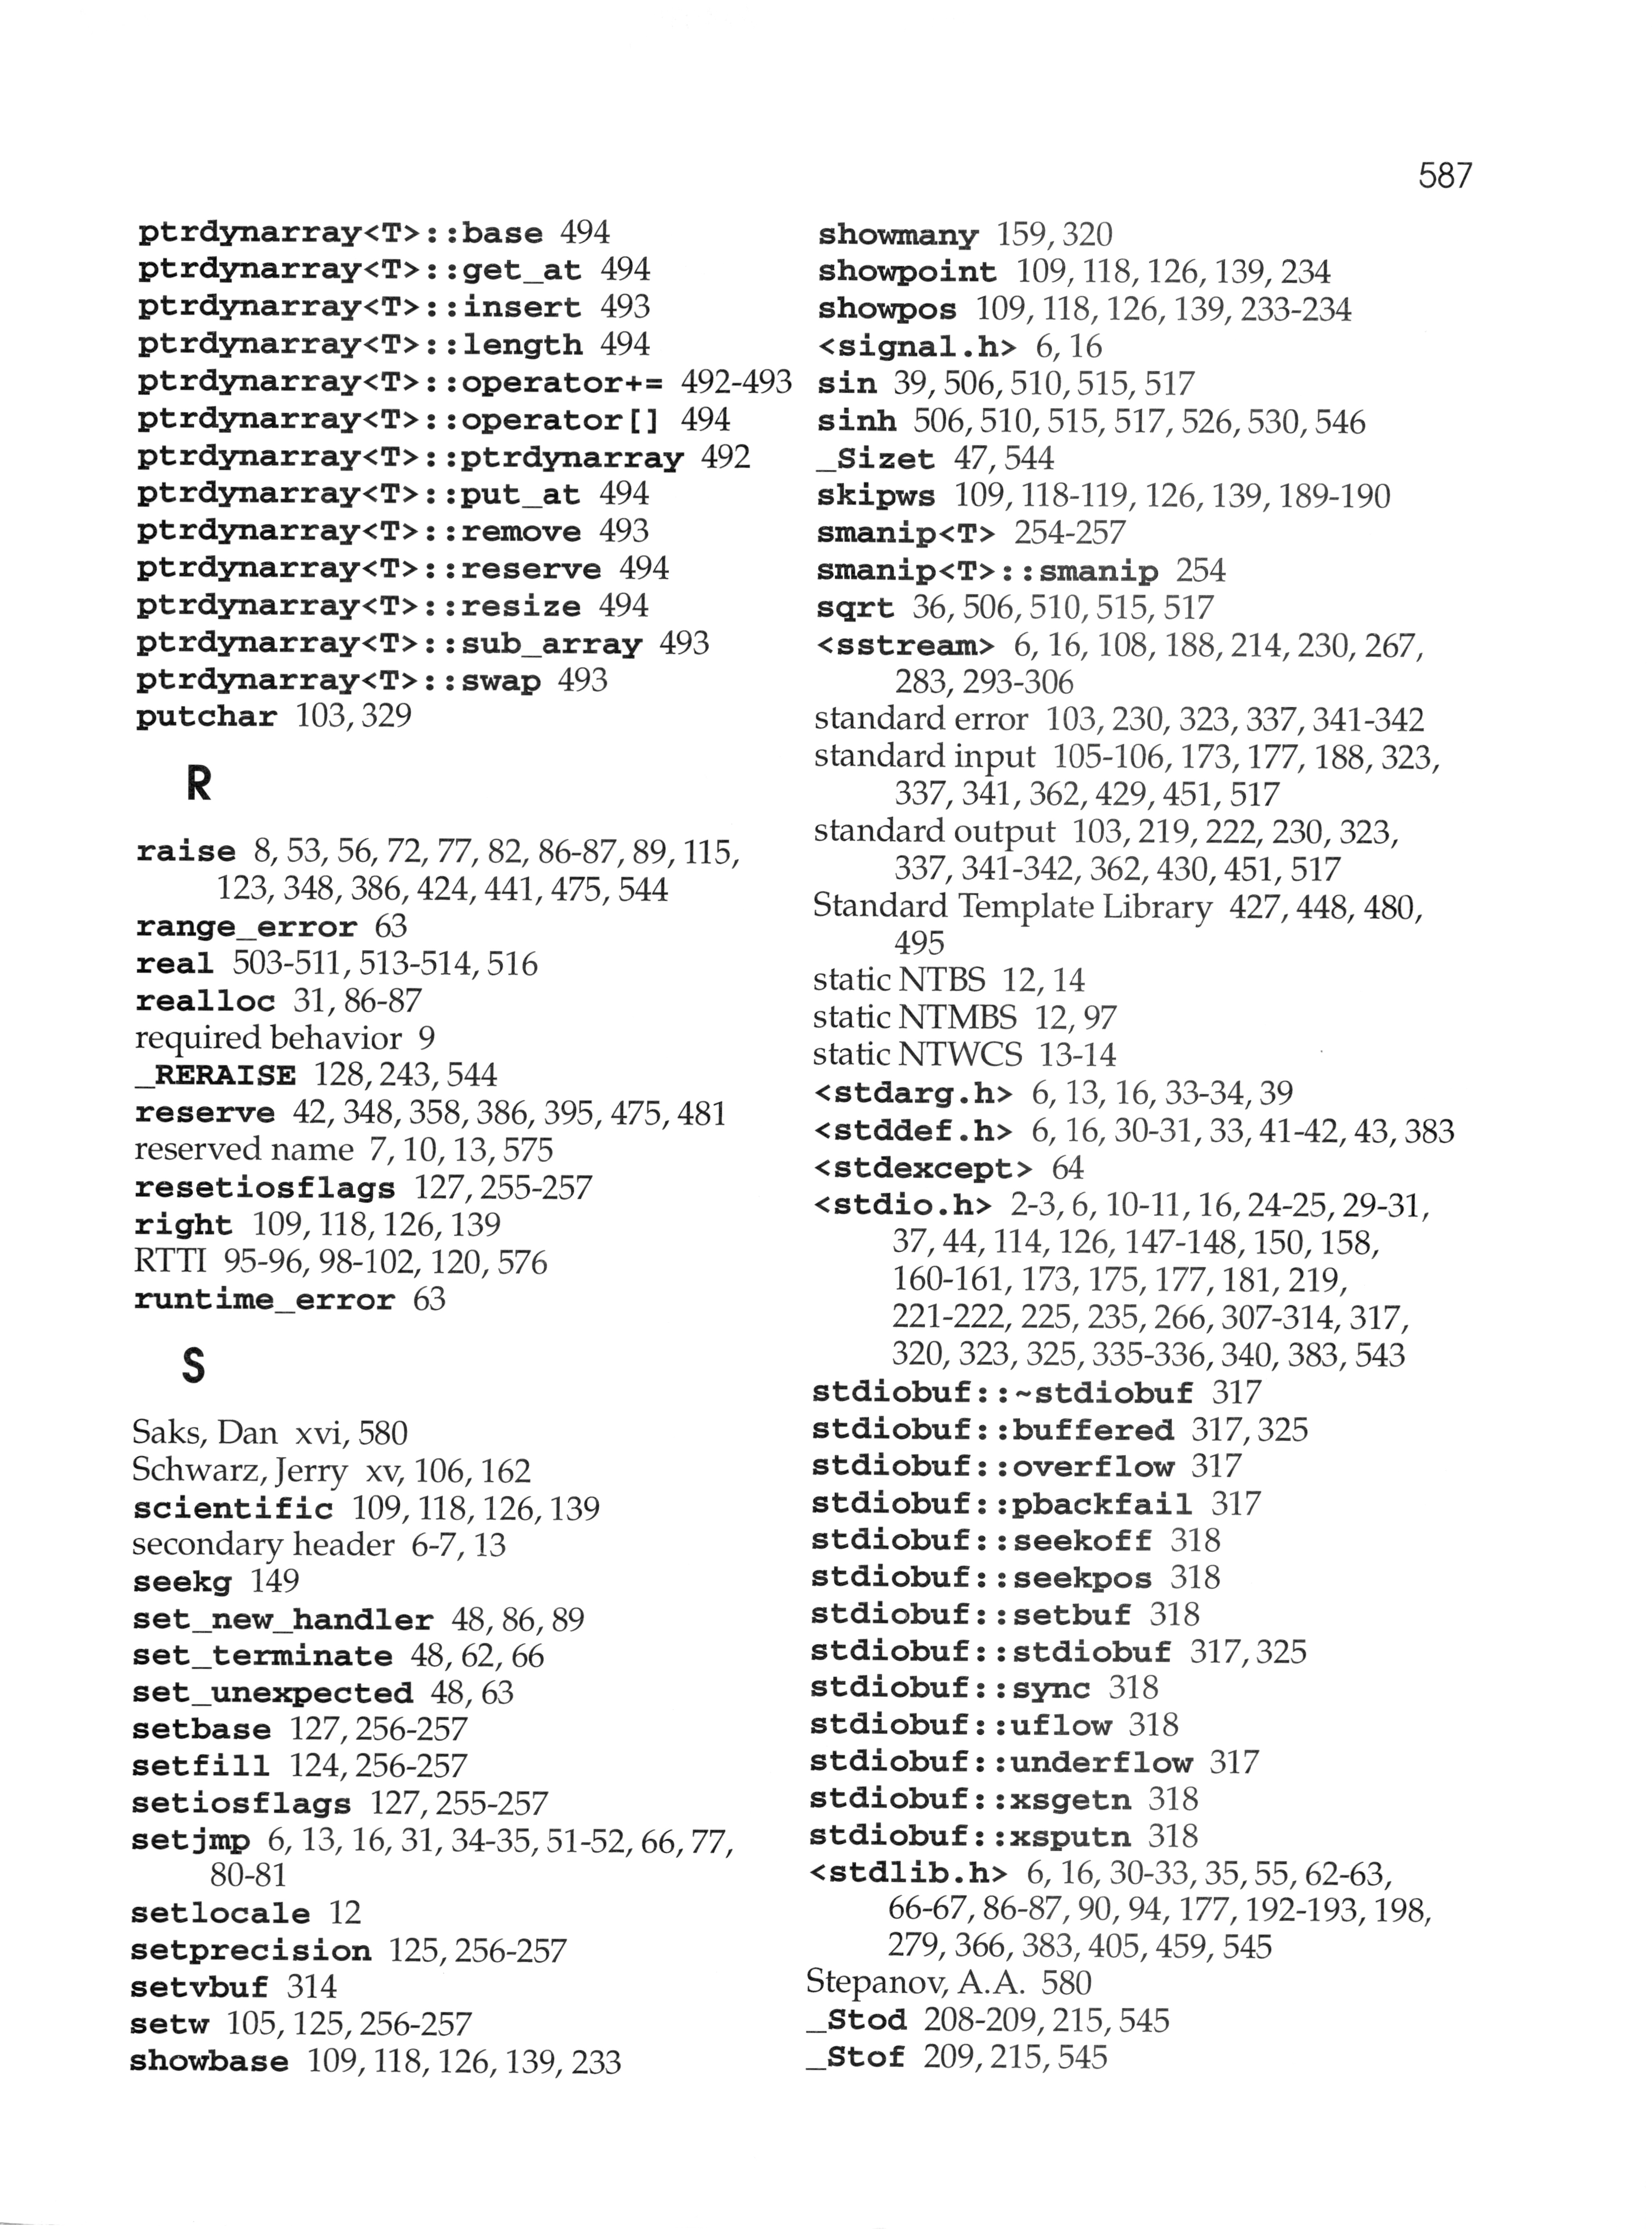 587
ptrdynarray<T>::base 494
ptrdynarray<T>::get_at 494
ptrdynarray<T>::insert 493
ptrdynarray<T>::length 494
ptrdynarray<T>::operator+= 492-493
ptrdynarray<T>::operator[] 494
ptrdynarray<T>::ptrdynarray 492
ptrdynarray<T>::put_at 494
ptrdynarray<T>::remove 493
ptrdynarray<T>::reserve 494
ptrdynarray<T>::resize 494
ptrdynarray<T>::sub_array 493
ptrdynarray<T>::swap 493
putchar 103, 329
R
raise 8, 53, 56, 72, 77, 82, 86-87, 89, 115,
123, 348, 386, 424, 441, 475, 544
range_error 63
real 503-511, 513-514, 516
realloc 31, 86-87
required behavior 9
_RERAISE 128, 243, 544
reserve 42, 348, 358, 386, 395, 475, 481
reserved name 7, 10, 13, 575
resetiosflags 127, 255-257
right 109, 118, 126, 139
RTTI 95-96, 98-102, 120, 576
runtime_error 63
S
Saks, Dan xvi, 580
Schwarz, Jerry xv, 106, 162
scientific 109, 118, 126, 139
secondary header 6-7, 13
seekg 149
set_new_handler 48, 86, 89
set_terminate 48, 62, 66
set_unexpected 48, 63
setbase 127, 256-257
setfill 124, 256-257
setiosflags 127, 255-257
setjmp 6, 13, 16, 31, 34-35, 51-52, 66, 77,
80-81
setlocale 12
setprecision 125, 256-257
setvbuf 314
setw 105, 125, 256-257
showbase 109, 118, 126, 139, 233
showmany 159, 320
showpoint 109, 118, 126, 139, 234
showpos 109, 118, 126, 139, 233-234
<signal.h> 6, 16
sin 39, 506, 510, 515, 517
sinh 506, 510, 515, 517, 526, 530, 546
_Sizet 47, 544
skipws 109, 118-119, 126, 139, 189-190
smanip<T> 254-257
smanip<T>::smanip 254
sqrt 36, 506, 510, 515, 517
<sstream> 6, 16, 108, 188, 214, 230, 267,
283, 293-306
standard error 103, 230, 323, 337, 341-342
standard input 105-106, 173, 177, 188, 323,
337, 341, 362, 429, 451, 517
standard output 103, 219, 222, 230, 323,
337, 341-342, 362, 430, 451, 517
Standard Template Library 427, 448, 480,
495
static NTBS 12, 14
static NTMBS 12, 97
static NTWCS 13-14
<stdarg.h> 6, 13, 16, 33-34, 39
<stddef.h> 6, 16, 30-31, 33, 41-42, 43, 383
<stdexcept> 64
<stdio.h> 2-3, 6, 10-11, 16, 24-25, 29-31,
37, 44, 114, 126, 147-148, 150, 158,
160-161, 173, 175, 177, 181, 219,
221-222, 225, 235, 266, 307-314, 317,
320, 323, 325, 335-336, 340, 383, 543
stdiobuf::~stdiobuf 317
stdiobuf::buffered 317, 325
stdiobuf::overflow 317
stdiobuf::pbackfail 317
stdiobuf::seekoff 318
stdiobuf::seekpos 318
stdiobuf::setbuf 318
stdiobuf::stdiobuf 317, 325
stdiobuf::sync 318
stdiobuf::uflow 318
stdiobuf::underflow 317
stdiobuf::xsgetn 318
stdiobuf::xsputn 318
<stdlib.h> 6, 16, 30-33, 35, 55, 62-63,
66-67, 86-87, 90, 94, 177, 192-193, 198,
279, 366, 383, 405, 459, 545
Stepanov, A.A. 580
_Stod 208-209, 215, 545
_Stof 209, 215, 545